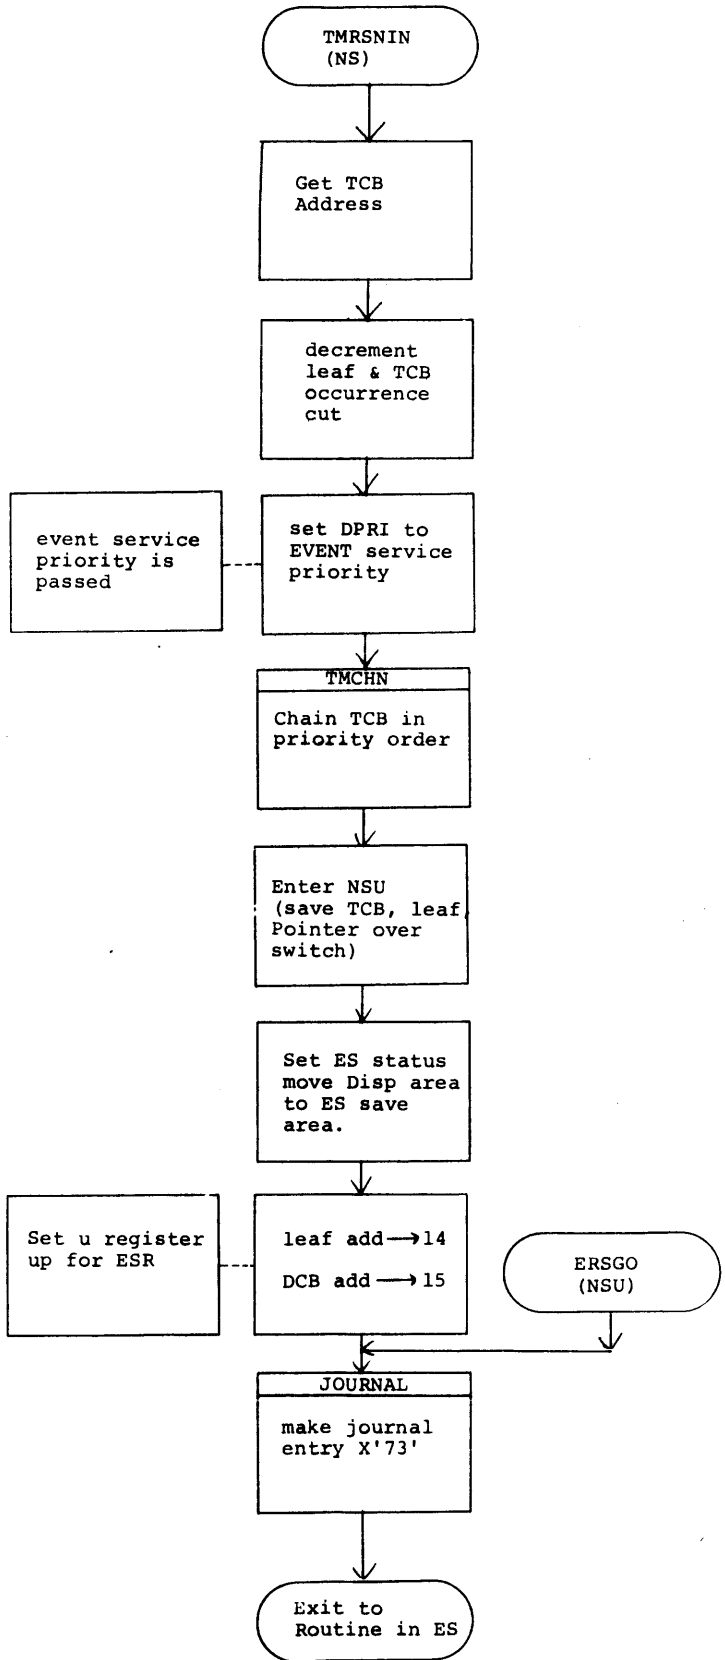 TMRSNIN
(NS)
Get TCB
Address
decrement
leaf & TCB
occurrence
cut
event service
priority is
passed
set DPRI to
EVENT service
priority
TMCHN
Chain TCB in
priority order
Enter NSU
(save TCB, leaf,
Pointer over
switch)
Set ES status
move Disp area
to ES save
area.
Set u register
up for ESR
leaf add→14
DCB add→15
ERSGO
(NSU)
JOURNAL
make journal
entry X'73'
Exit to
Routine in ES